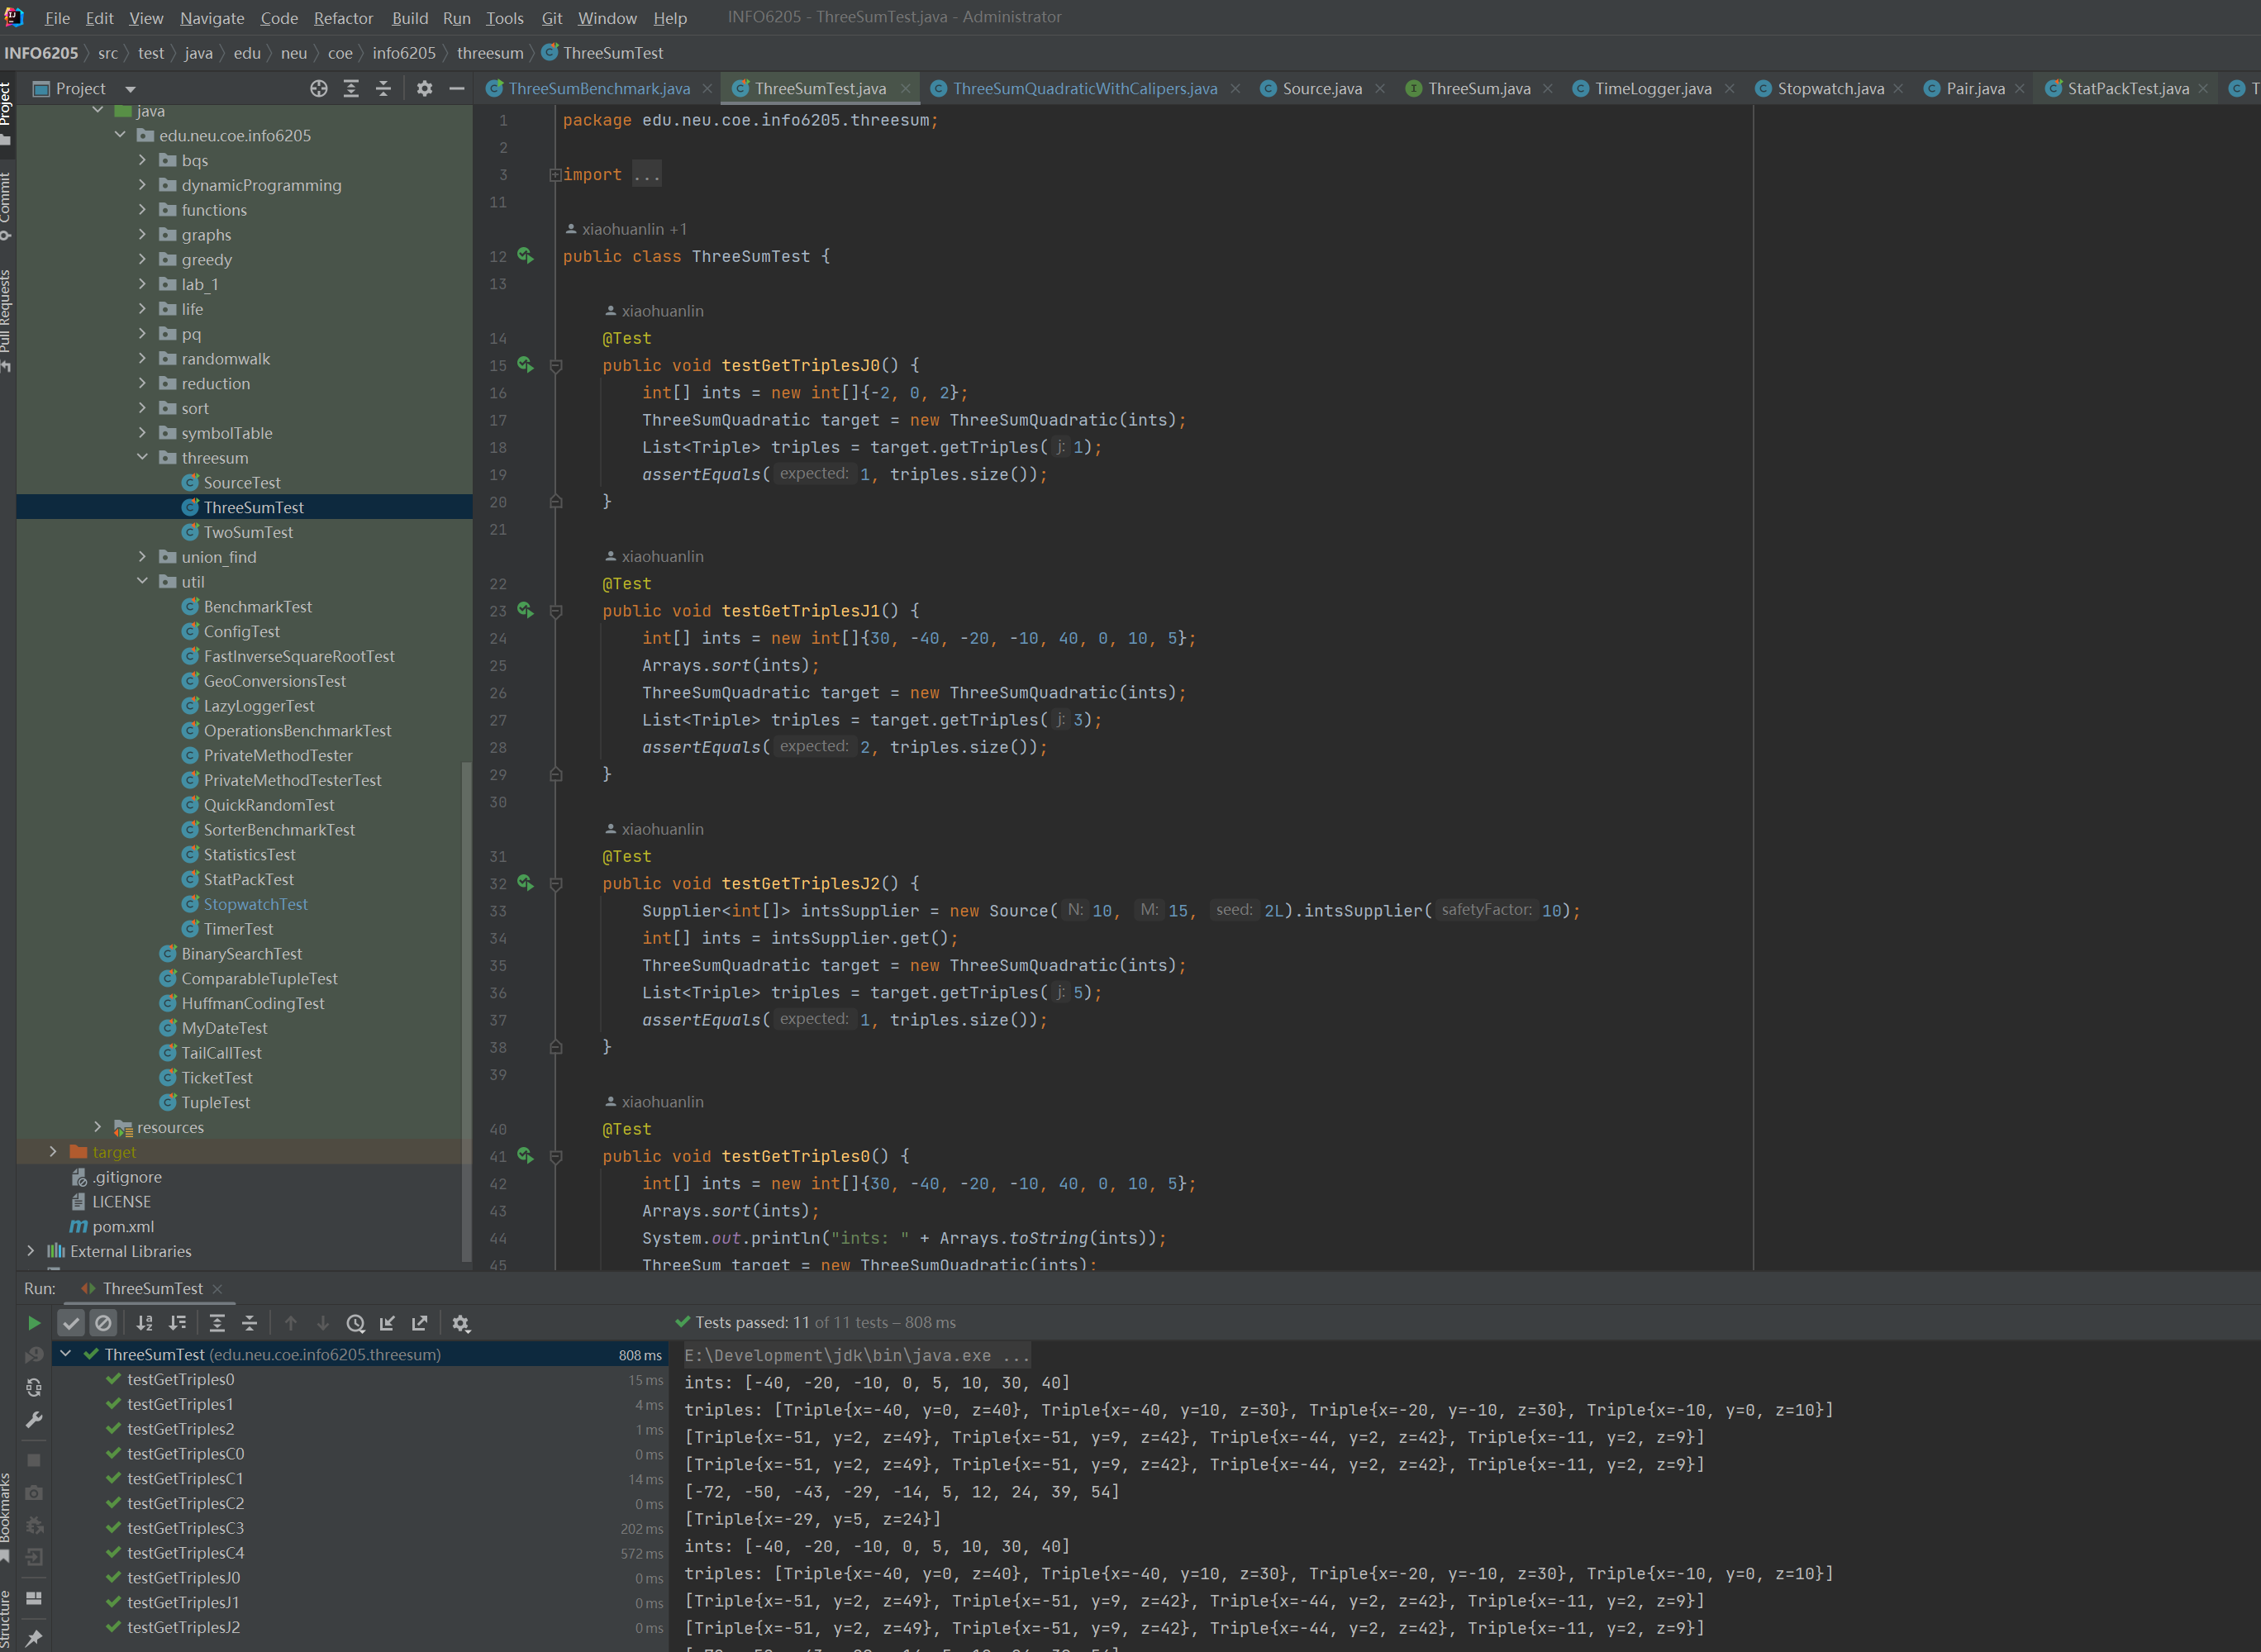 File Edit View Navigate Code Refactor Build Run Tools Git Window Help INFO6205 - ThreeSumTest.java - Administrator
INFO6205 src test java edu neu coe info6205 threesum ThreeSumTest
Project
Commit
Pull Requests
Bookmarks
Structure
Project
java
edu.neu.coe.info6205
bqs
dynamicProgramming
functions
graphs
greedy
lab_1
life
pq
randomwalk
reduction
sort
symbolTable
threesum
SourceTest
ThreeSumTest
TwoSumTest
union_find
util
BenchmarkTest
ConfigTest
FastInverseSquareRootTest
GeoConversionsTest
LazyLoggerTest
OperationsBenchmarkTest
PrivateMethodTester
PrivateMethodTesterTest
QuickRandomTest
SorterBenchmarkTest
StatisticsTest
StatPackTest
StopwatchTest
TimerTest
BinarySearchTest
ComparableTupleTest
HuffmanCodingTest
MyDateTest
TailCallTest
TicketTest
TupleTest
resources
target
.gitignore
LICENSE
pom.xml
External Libraries
ThreeSumBenchmark.java ThreeSumTest.java ThreeSumQuadraticWithCalipers.java Source.java ThreeSum.java TimeLogger.java Stopwatch.java Pair.java StatPackTest.java
1 package edu.neu.coe.info6205.threesum;
2
3 import ...
11
xiaohuanlin +1
12 public class ThreeSumTest {
13
xiaohuanlin
14 @Test
15 public void testGetTriplesJ0() {
16 int[] ints = new int[]{-2, 0, 2};
17 ThreeSumQuadratic target = new ThreeSumQuadratic(ints);
18 List<Triple> triples = target.getTriples( j: 1);
19 assertEquals( expected: 1, triples.size());
20 }
21
xiaohuanlin
22 @Test
23 public void testGetTriplesJ1() {
24 int[] ints = new int[]{30, -40, -20, -10, 40, 0, 10, 5};
25 Arrays.sort(ints);
26 ThreeSumQuadratic target = new ThreeSumQuadratic(ints);
27 List<Triple> triples = target.getTriples( j: 3);
28 assertEquals( expected: 2, triples.size());
29 }
30
xiaohuanlin
31 @Test
32 public void testGetTriplesJ2() {
33 Supplier<int[]> intsSupplier = new Source( N: 10, M: 15, seed: 2L).intsSupplier( safetyFactor: 10);
34 int[] ints = intsSupplier.get();
35 ThreeSumQuadratic target = new ThreeSumQuadratic(ints);
36 List<Triple> triples = target.getTriples( j: 5);
37 assertEquals( expected: 1, triples.size());
38 }
39
xiaohuanlin
40 @Test
41 public void testGetTriples0() {
42 int[] ints = new int[]{30, -40, -20, -10, 40, 0, 10, 5};
43 Arrays.sort(ints);
44 System.out.println("ints: " + Arrays.toString(ints));
45 ThreeSum target = new ThreeSumQuadratic(ints);
Run: ThreeSumTest
Tests passed: 11 of 11 tests – 808 ms
ThreeSumTest (edu.neu.coe.info6205.threesum) 808 ms
testGetTriples0 15 ms
testGetTriples1 4 ms
testGetTriples2 1 ms
testGetTriplesC0 0 ms
testGetTriplesC1 14 ms
testGetTriplesC2 0 ms
testGetTriplesC3 202 ms
testGetTriplesC4 572 ms
testGetTriplesJ0 0 ms
testGetTriplesJ1 0 ms
testGetTriplesJ2 0 ms
E:\Development\jdk\bin\java.exe ...
ints: [-40, -20, -10, 0, 5, 10, 30, 40]
triples: [Triple{x=-40, y=0, z=40}, Triple{x=-40, y=10, z=30}, Triple{x=-20, y=-10, z=30}, Triple{x=-10, y=0, z=10}]
[Triple{x=-51, y=2, z=49}, Triple{x=-51, y=9, z=42}, Triple{x=-44, y=2, z=42}, Triple{x=-11, y=2, z=9}]
[Triple{x=-51, y=2, z=49}, Triple{x=-51, y=9, z=42}, Triple{x=-44, y=2, z=42}, Triple{x=-11, y=2, z=9}]
[-72, -50, -43, -29, -14, 5, 12, 24, 39, 54]
[Triple{x=-29, y=5, z=24}]
ints: [-40, -20, -10, 0, 5, 10, 30, 40]
triples: [Triple{x=-40, y=0, z=40}, Triple{x=-40, y=10, z=30}, Triple{x=-20, y=-10, z=30}, Triple{x=-10, y=0, z=10}]
[Triple{x=-51, y=2, z=49}, Triple{x=-51, y=9, z=42}, Triple{x=-44, y=2, z=42}, Triple{x=-11, y=2, z=9}]
[Triple{x=-51, y=2, z=49}, Triple{x=-51, y=9, z=42}, Triple{x=-44, y=2, z=42}, Triple{x=-11, y=2, z=9}]